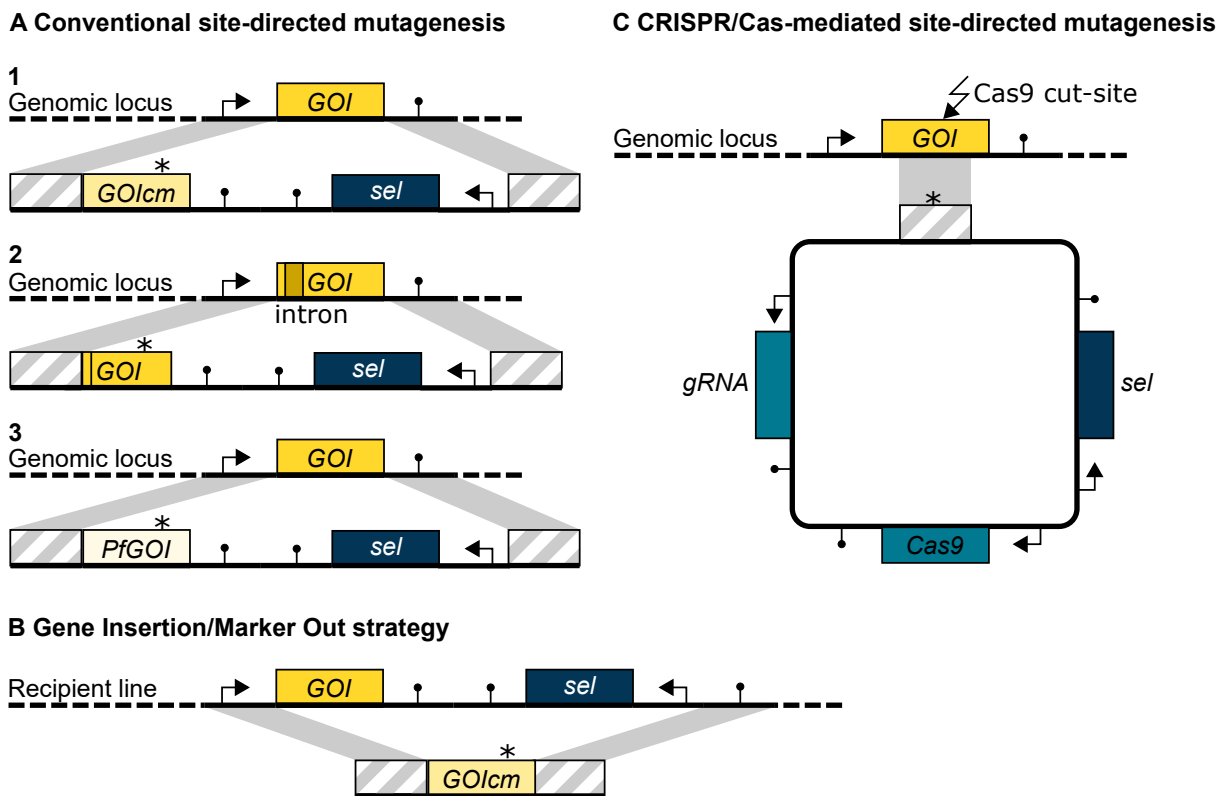 A Conventional site-directed mutagenesis
1
Genomic locus
GOI
*
GOIcm
sel
2
Genomic locus
GOI
intron
*
GOI
sel
3
Genomic locus
GOI
*
PfGOI
sel
B Gene Insertion/Marker Out strategy
Recipient line
GOI
sel
*
GOIcm
C CRISPR/Cas-mediated site-directed mutagenesis
Cas9 cut-site
Genomic locus
GOI
*
gRNA
sel
Cas9